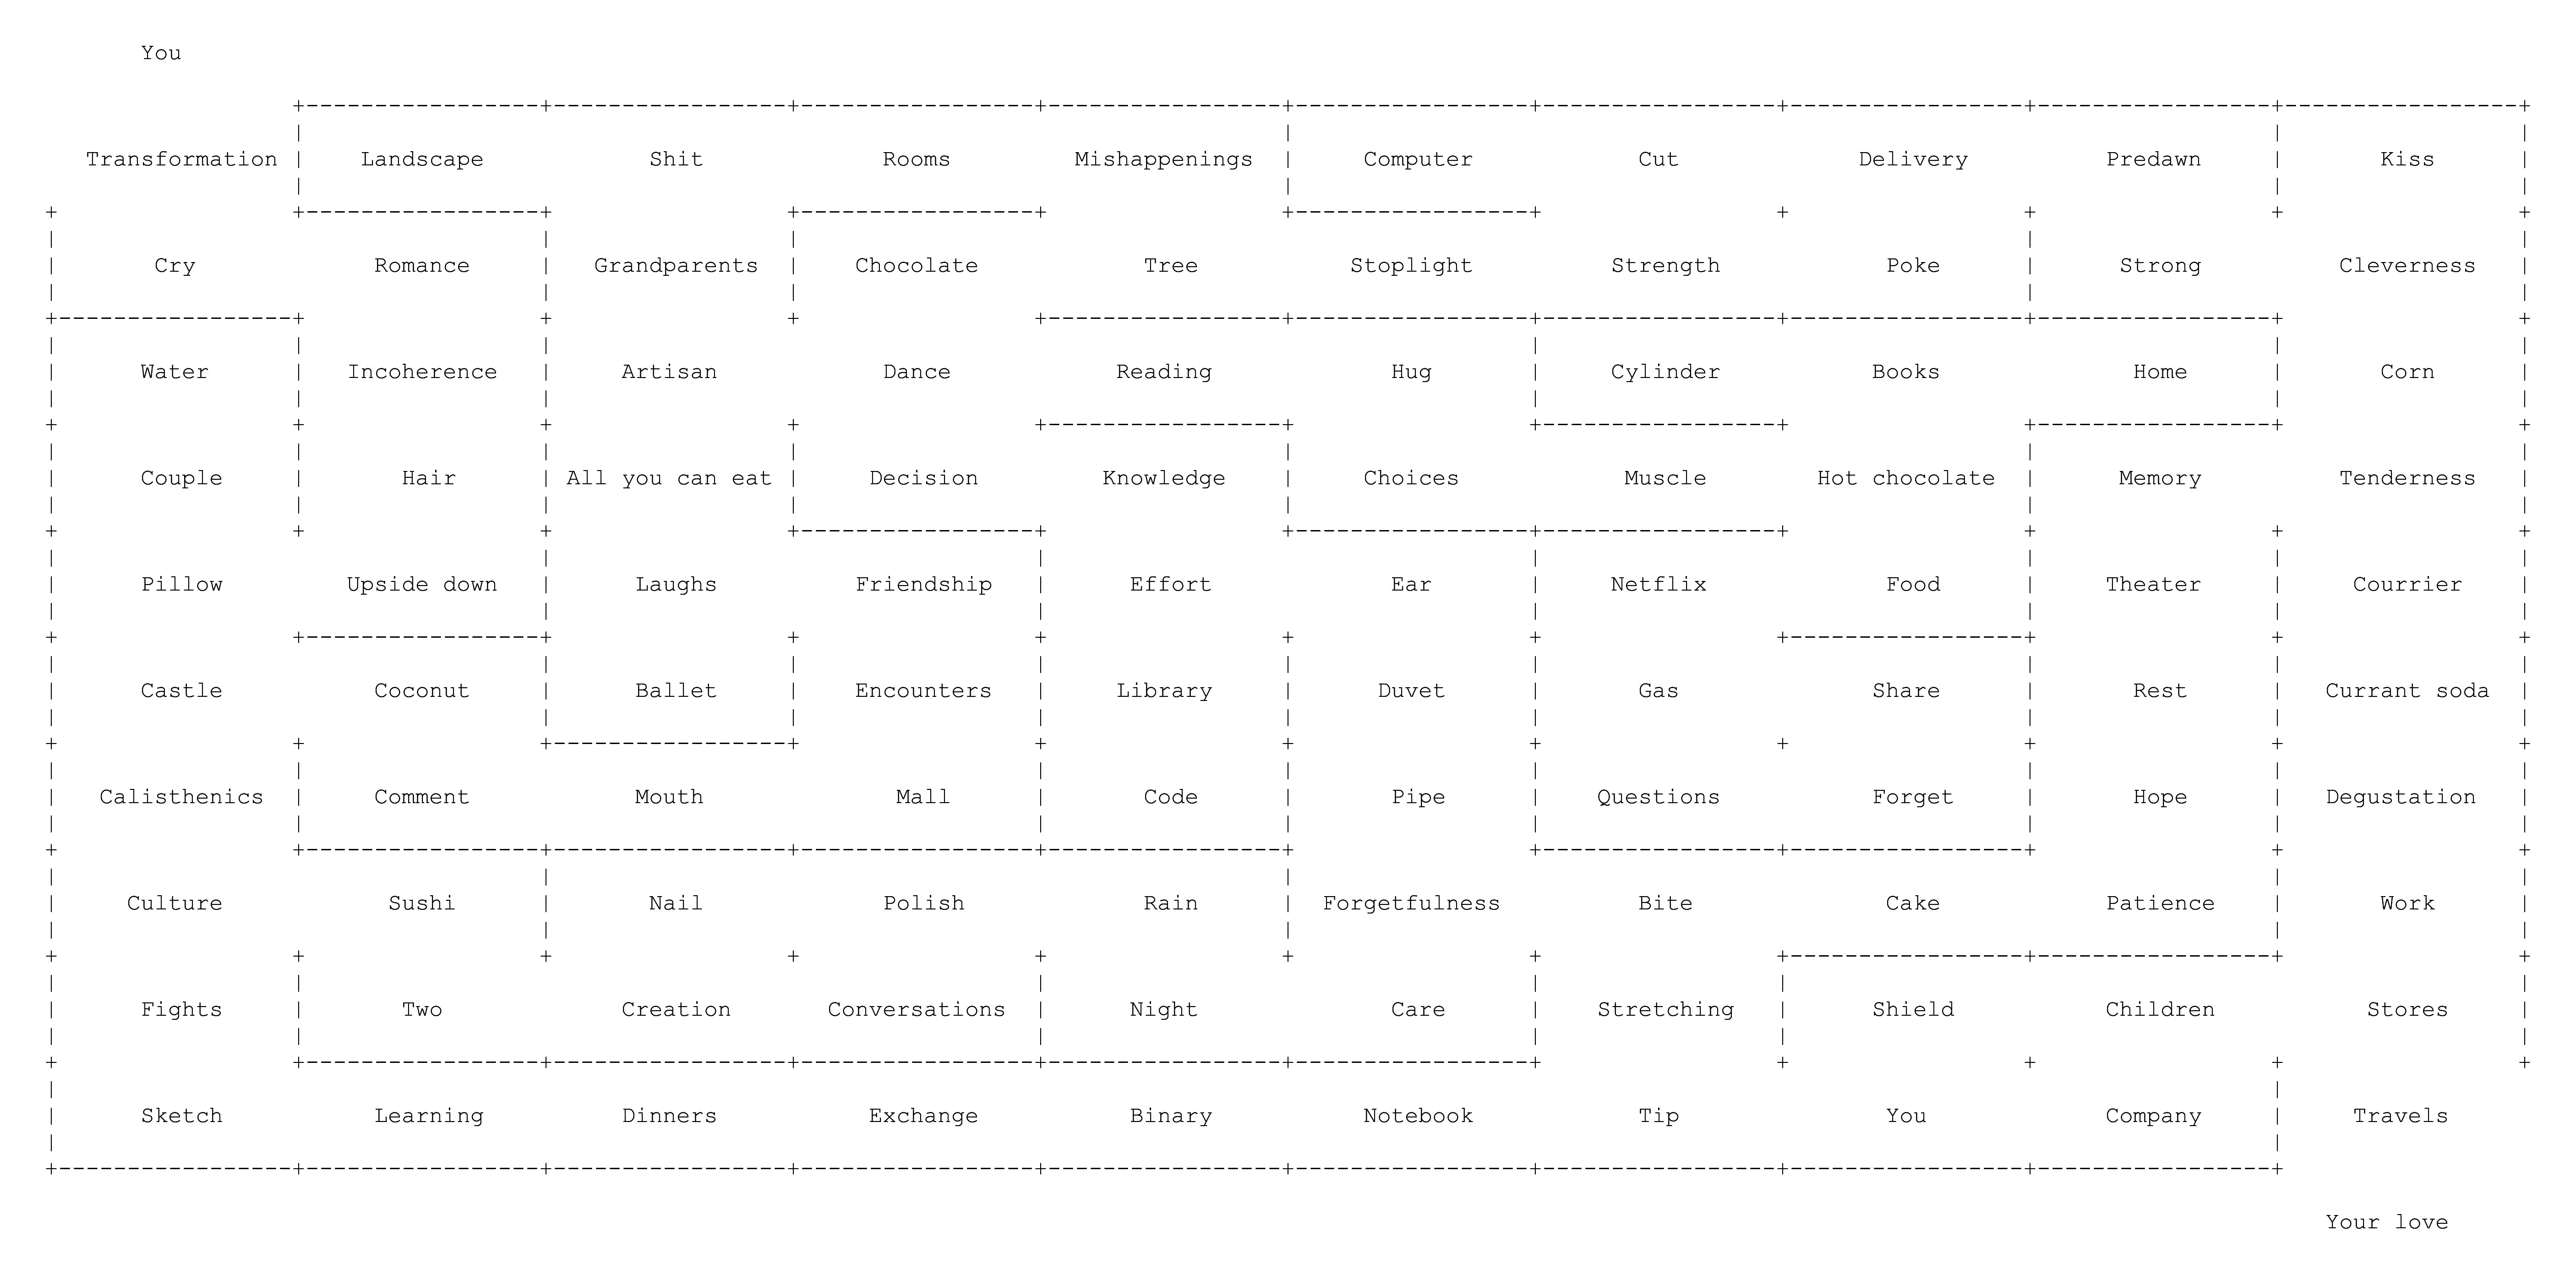 You
Transformation Landscape Shit Rooms Mishappenings Computer Cut Delivery Predawn Kiss
Cry Romance Grandparents Chocolate Tree Stoplight Strength Poke Strong Cleverness
Water Incoherence Artisan Dance Reading Hug Cylinder Books Home Corn
Couple Hair All you can eat Decision Knowledge Choices Muscle Hot chocolate Memory Tenderness
Pillow Upside down Laughs Friendship Effort Ear Netflix Food Theater Courrier
Castle Coconut Ballet Encounters Library Duvet Gas Share Rest Currant soda
Calisthenics Comment Mouth Mall Code Pipe Questions Forget Hope Degustation
Culture Sushi Nail Polish Rain Forgetfulness Bite Cake Patience Work
Fights Two Creation Conversations Night Care Stretching Shield Children Stores
Sketch Learning Dinners Exchange Binary Notebook Tip You Company Travels
Your love